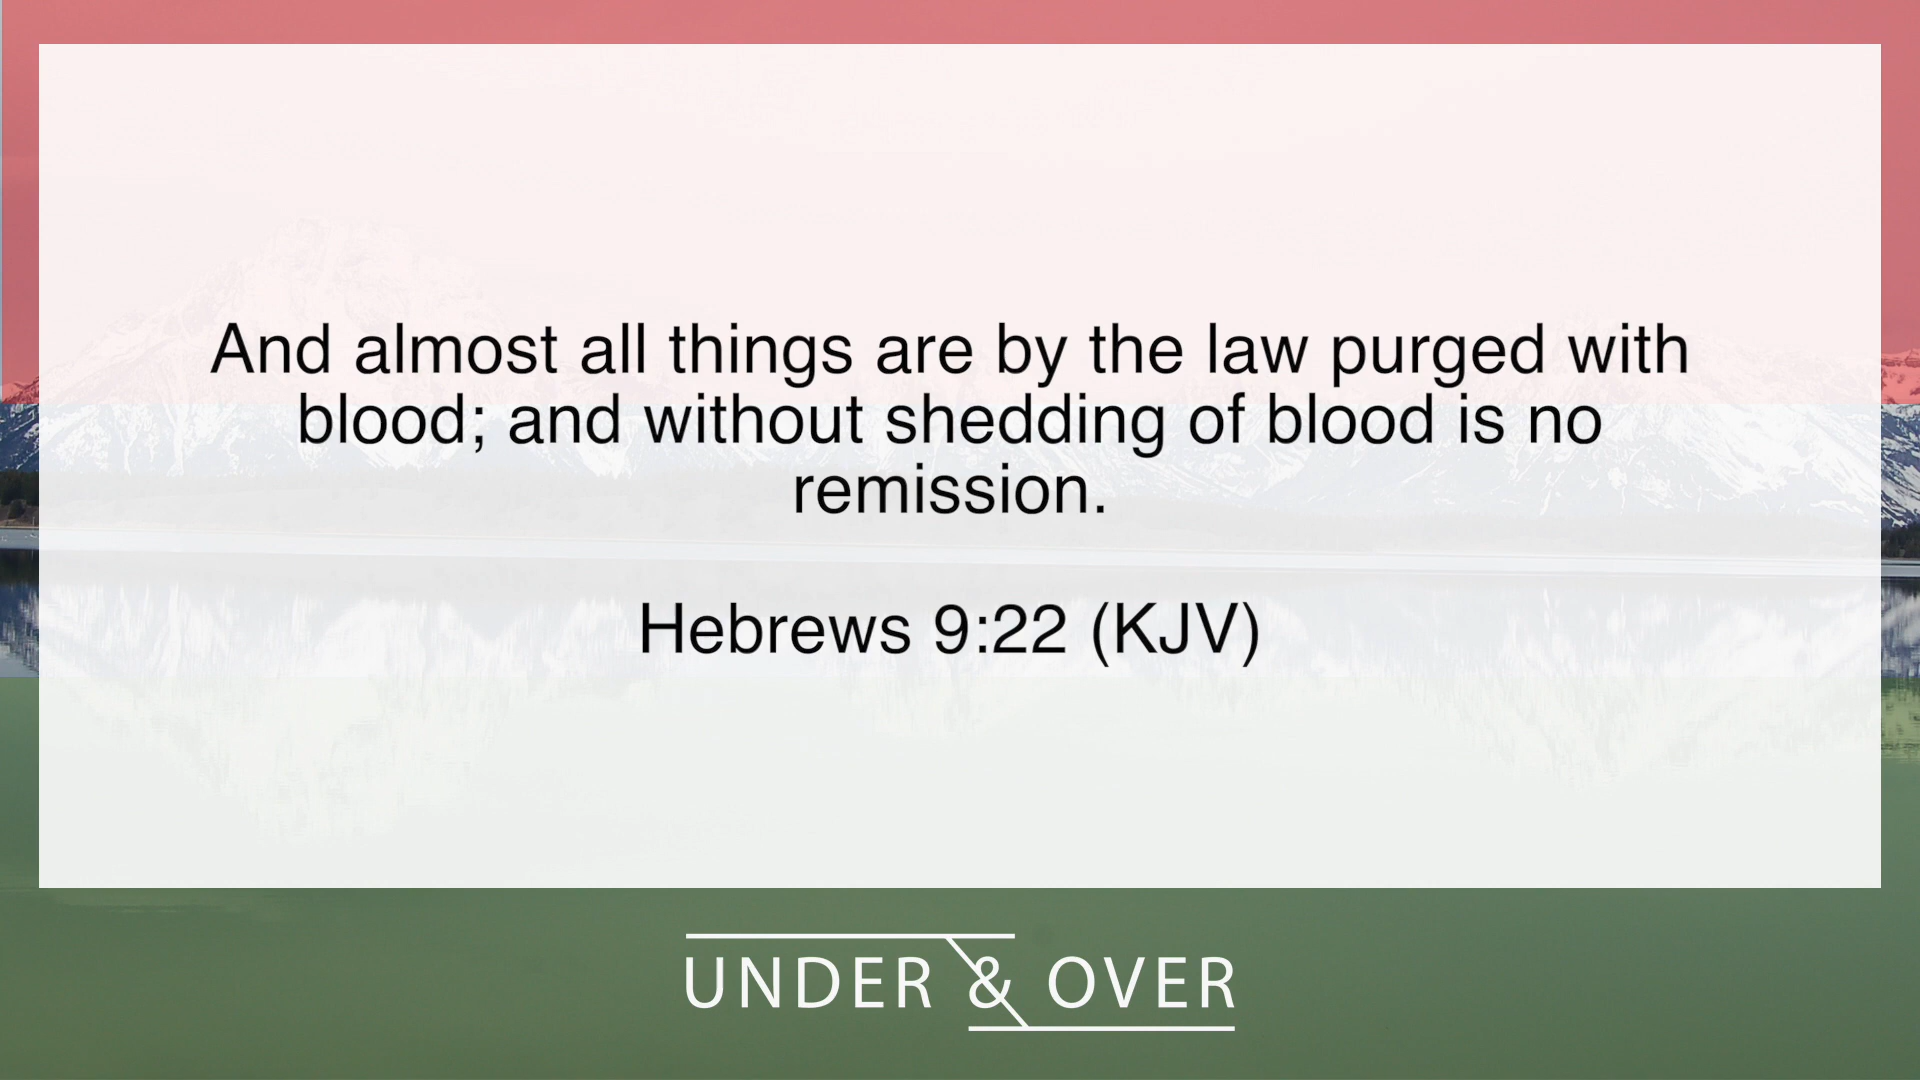 And almost all things are by the law purged with
blood; and without shedding of blood is no
remission.
Hebrews 9:22 (KJV)
UNDER & OVER